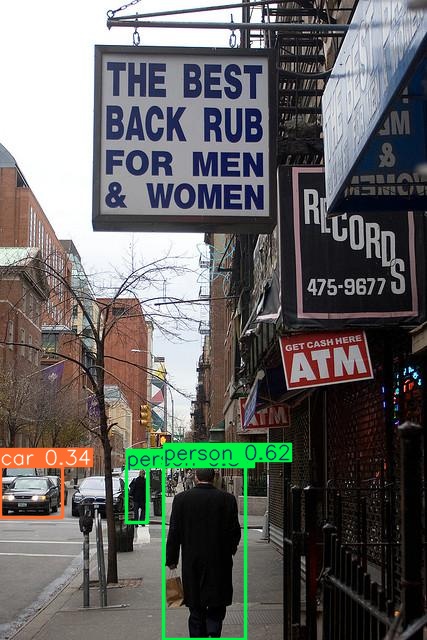 THE BEST
BACK RUB
FOR MEN
& WOMEN
RECORDS
475-9677
GET CASH HERE
ATM
ATM
&
WOMEN
car 0.34
person 0.62